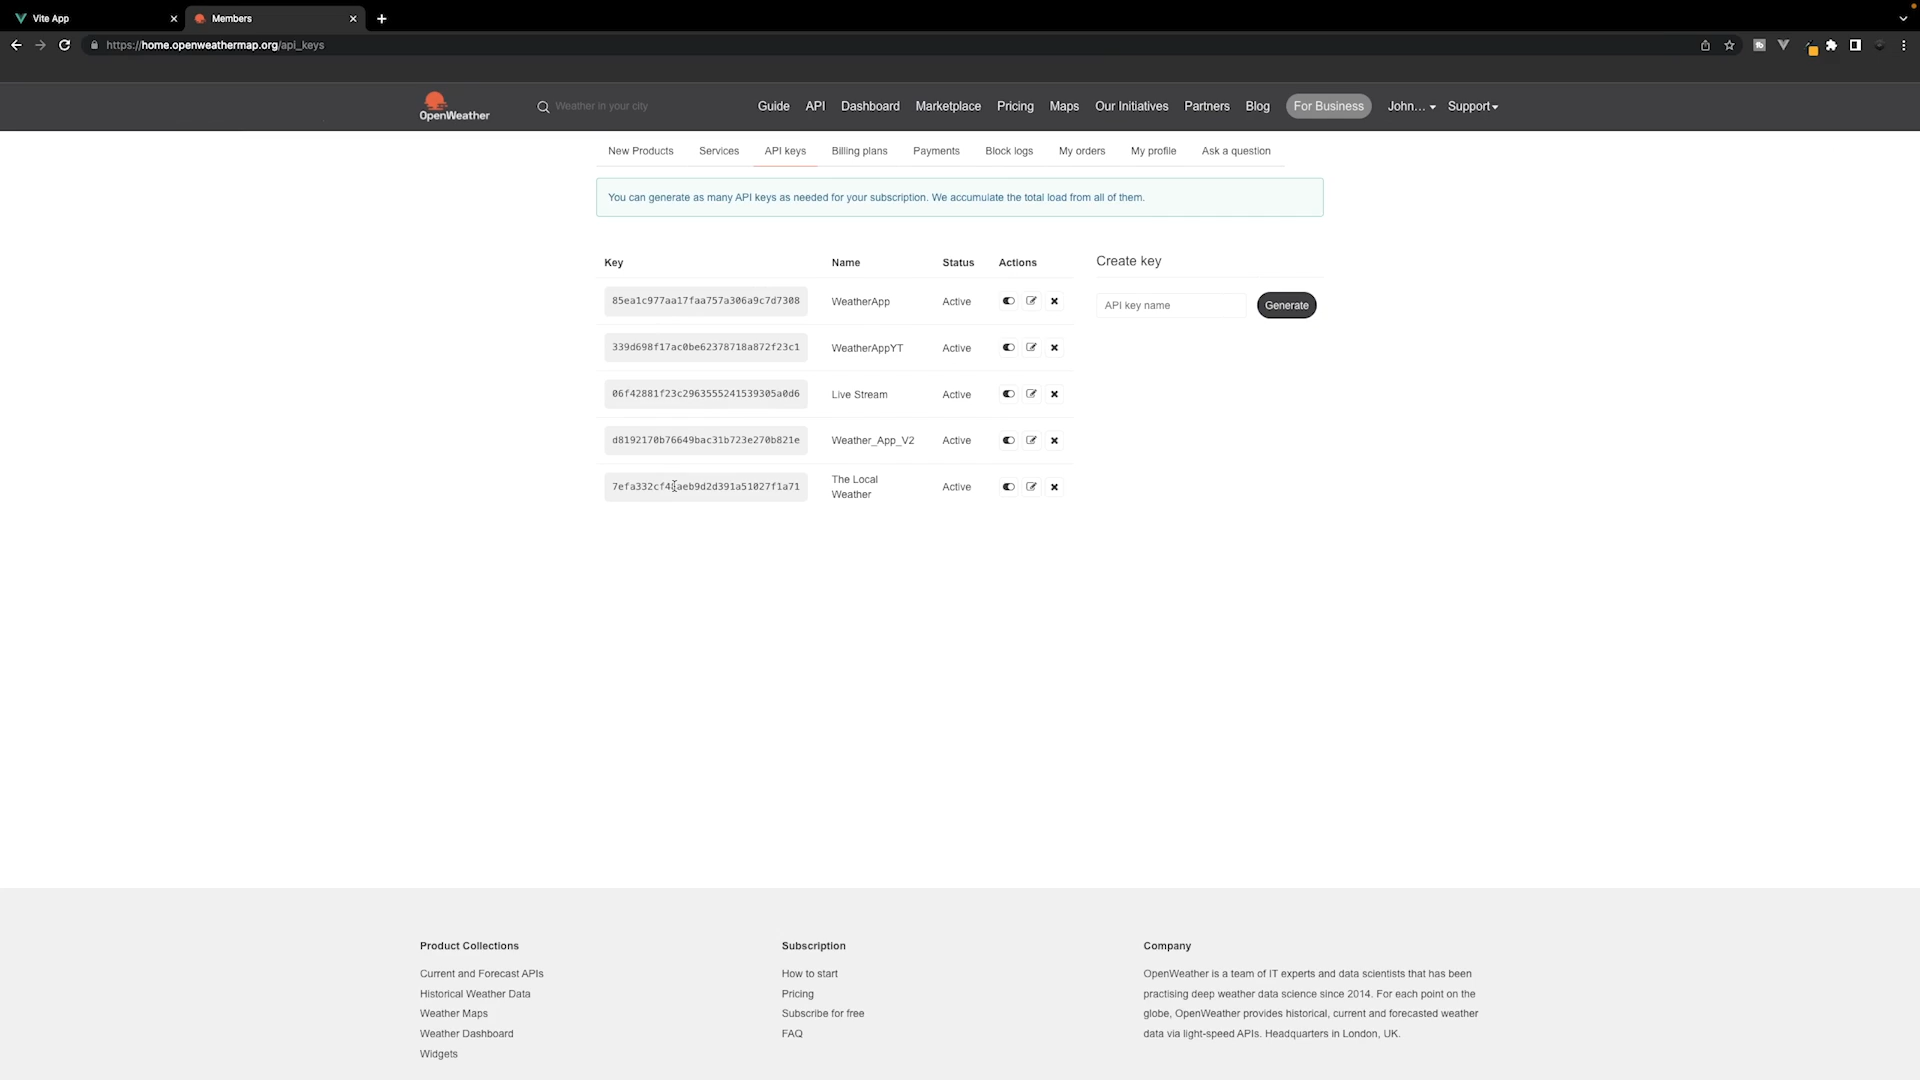 Vite App
Members
https://home.openweathermap.org/api_keys
OpenWeather
Weather in your city
Guide API Dashboard Marketplace Pricing Maps Our Initiatives Partners Blog For Business John... Support
New Products Services API keys Billing plans Payments Block logs My orders My profile Ask a question
You can generate as many API keys as needed for your subscription. We accumulate the total load from all of them.
Key Name Status Actions
Create key
85ea1c977aa17faa757a306a9c7d7308 WeatherApp Active
API key name Generate
339d698f17ac0be62378718a872f23c1 WeatherAppYT Active
06f42881f23c2963555241539305a0d6 Live Stream Active
d8192170b76649bac31b723e270b821e Weather_App_V2 Active
The Local
Weather
Active
Product Collections
Current and Forecast APIs
Historical Weather Data
Weather Maps
Weather Dashboard
Widgets
Subscription
How to start
Pricing
Subscribe for free
FAQ
Company
OpenWeather is a team of IT experts and data scientists that has been
practising deep weather data science since 2014. For each point on the
globe, OpenWeather provides historical, current and forecasted weather
data via light-speed APIs. Headquarters in London, UK.